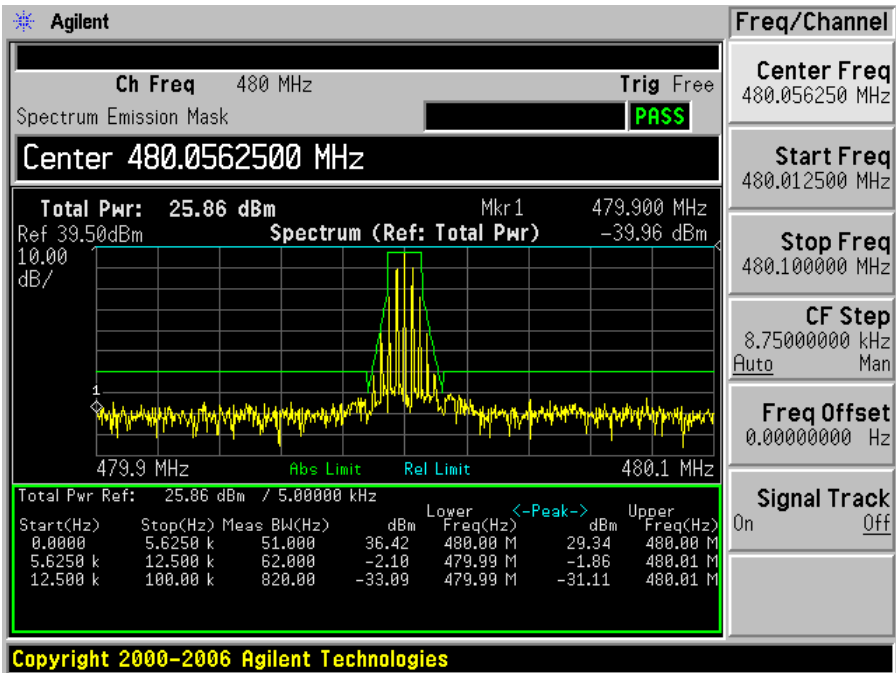 Agilent
Ch Freq 480 MHz Trig Free
Spectrum Emission Mask PASS
Center 480.0562500 MHz
Total Pwr: 25.86 dBm Mkr1 479.900 MHz
Ref 39.50dBm Spectrum (Ref: Total Pwr) -39.96 dBm
10.00
dB/
1
479.9 MHz Abs Limit Rel Limit 480.1 MHz
Total Pwr Ref: 25.86 dBm / 5.00000 kHz
Lower <-Peak-> Upper
Start(Hz) Stop(Hz) Meas BW(Hz) dBm Freq(Hz) dBm Freq(Hz)
0.0000 5.6250 k 51.000 36.42 480.00 M 29.34 480.00 M
5.6250 k 12.500 k 62.000 -2.10 479.99 M -1.86 480.01 M
12.500 k 100.00 k 820.00 -33.09 479.99 M -31.11 480.01 M
Copyright 2000-2006 Agilent Technologies
Freq/Channel
Center Freq
480.056250 MHz
Start Freq
480.012500 MHz
Stop Freq
480.100000 MHz
CF Step
8.75000000 kHz
Auto Man
Freq Offset
0.00000000 Hz
Signal Track
On Off